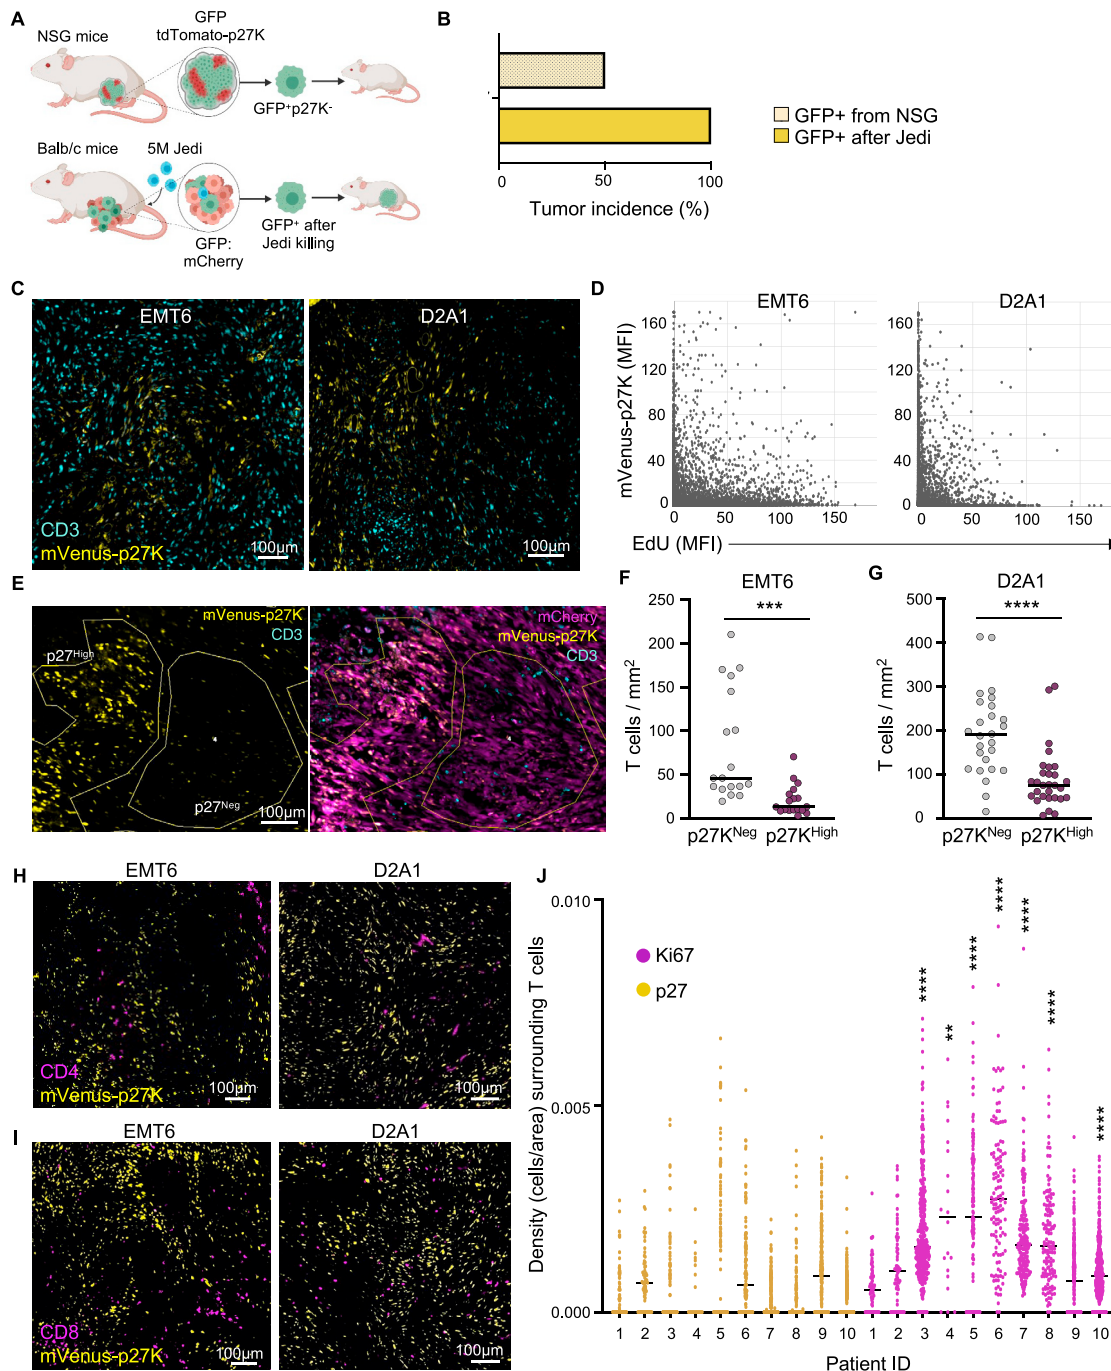 A
NSG mice
GFP
tdTomato-p27K
GFP⁺p27K⁻
Balb/c mice
5M Jedi
GFP:
mCherry
GFP⁺ after
Jedi killing
B
0
50
100
Tumor incidence (%)
GFP+ from NSG
GFP+ after Jedi
C
EMT6
D2A1
CD3
mVenus-p27K
100µm
100µm
D
EMT6
D2A1
mVenus-p27K (MFI)
160
120
80
40
0
0
50
100
150
160
120
80
40
0
0
50
100
150
EdU (MFI)
E
mVenus-p27K
CD3
p27ᴴⁱᵍʰ
p27ᴺᵉᵍ
100µm
mCherry
mVenus-p27K
CD3
F
EMT6
***
T cells / mm²
250
200
150
100
50
0
p27Kᴺᵉᵍ
p27Kᴴⁱᵍʰ
G
D2A1
****
T cells / mm²
500
400
300
200
100
0
p27Kᴺᵉᵍ
p27Kᴴⁱᵍʰ
H
EMT6
D2A1
CD4
mVenus-p27K
100µm
100µm
I
EMT6
D2A1
CD8
mVenus-p27K
100µm
100µm
J
Density (cells/area) surrounding T cells
0.010
0.005
0.000
Ki67
p27
****
**
****
****
****
****
****
1 2 3 4 5 6 7 8 9 10 1 2 3 4 5 6 7 8 9 10
Patient ID